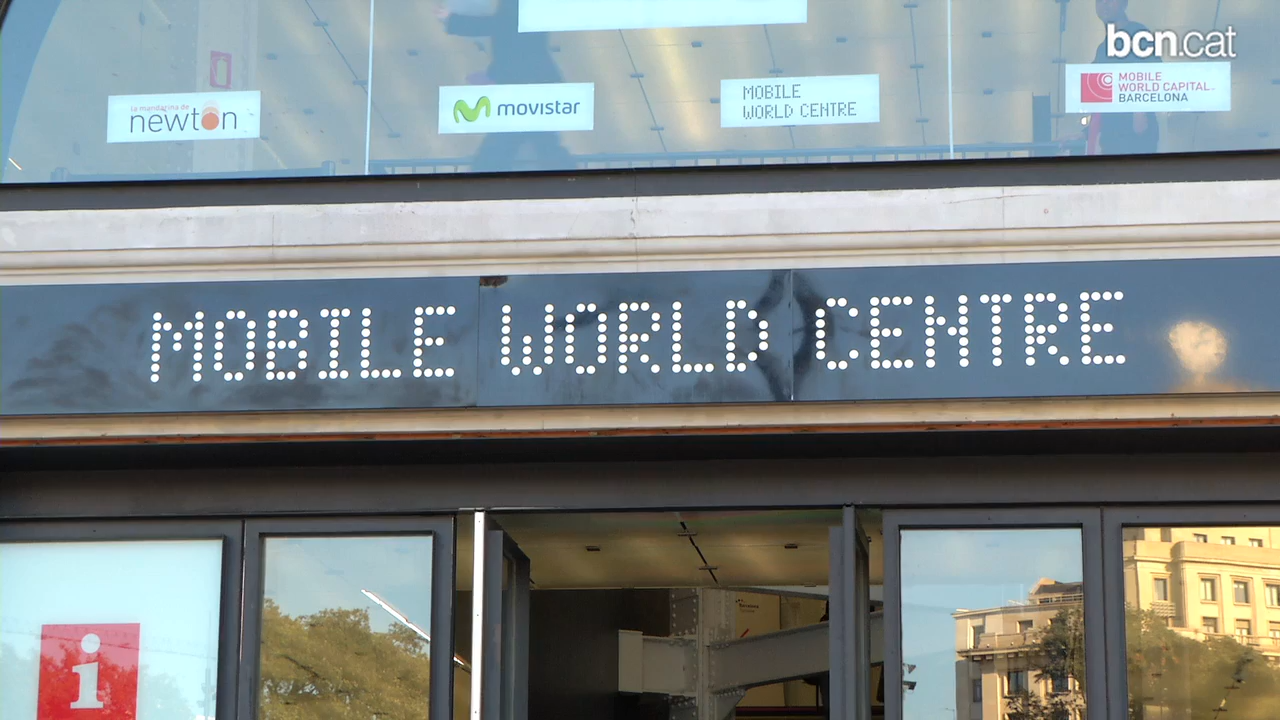 bcn.cat
la mandarina de
newton
movistar
MOBILE
WORLD CENTRE
MOBILE
WORLD CAPITAL
BARCELONA
MOBILE WORLD CENTRE
i